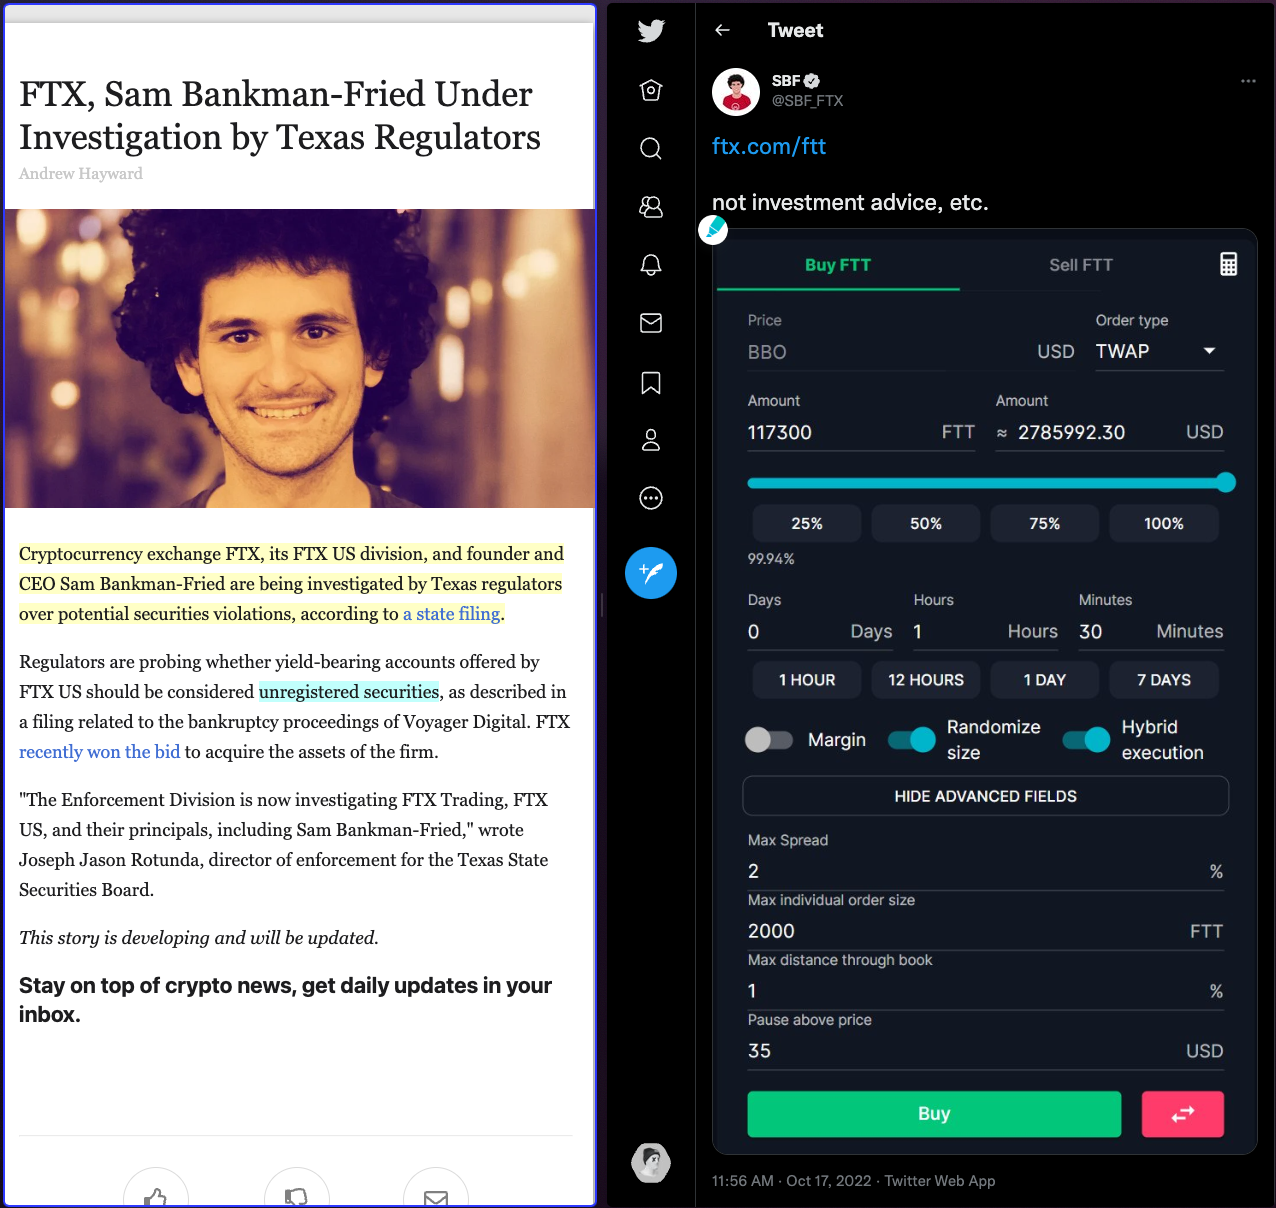 FTX, Sam Bankman-Fried Under
Investigation by Texas Regulators
Andrew Hayward
Cryptocurrency exchange FTX, its FTX US division, and founder and
CEO Sam Bankman-Fried are being investigated by Texas regulators
over potential securities violations, according to a state filing.
Regulators are probing whether yield-bearing accounts offered by
FTX US should be considered unregistered securities, as described in
a filing related to the bankruptcy proceedings of Voyager Digital. FTX
recently won the bid to acquire the assets of the firm.
"The Enforcement Division is now investigating FTX Trading, FTX
US, and their principals, including Sam Bankman-Fried," wrote
Joseph Jason Rotunda, director of enforcement for the Texas State
Securities Board.
This story is developing and will be updated.
Stay on top of crypto news, get daily updates in your
inbox.
Tweet
SBF
@SBF_FTX
ftx.com/ftt
not investment advice, etc.
Buy FTT Sell FTT
Price Order type
BBO USD TWAP
Amount Amount
117300 FTT ≈ 2785992.30 USD
25% 50% 75% 100%
99.94%
Days Hours Minutes
0 Days 1 Hours 30 Minutes
1 HOUR 12 HOURS 1 DAY 7 DAYS
Margin Randomize size Hybrid execution
HIDE ADVANCED FIELDS
Max Spread
2 %
Max individual order size
2000 FTT
Max distance through book
1 %
Pause above price
35 USD
Buy
11:56 AM · Oct 17, 2022 · Twitter Web App